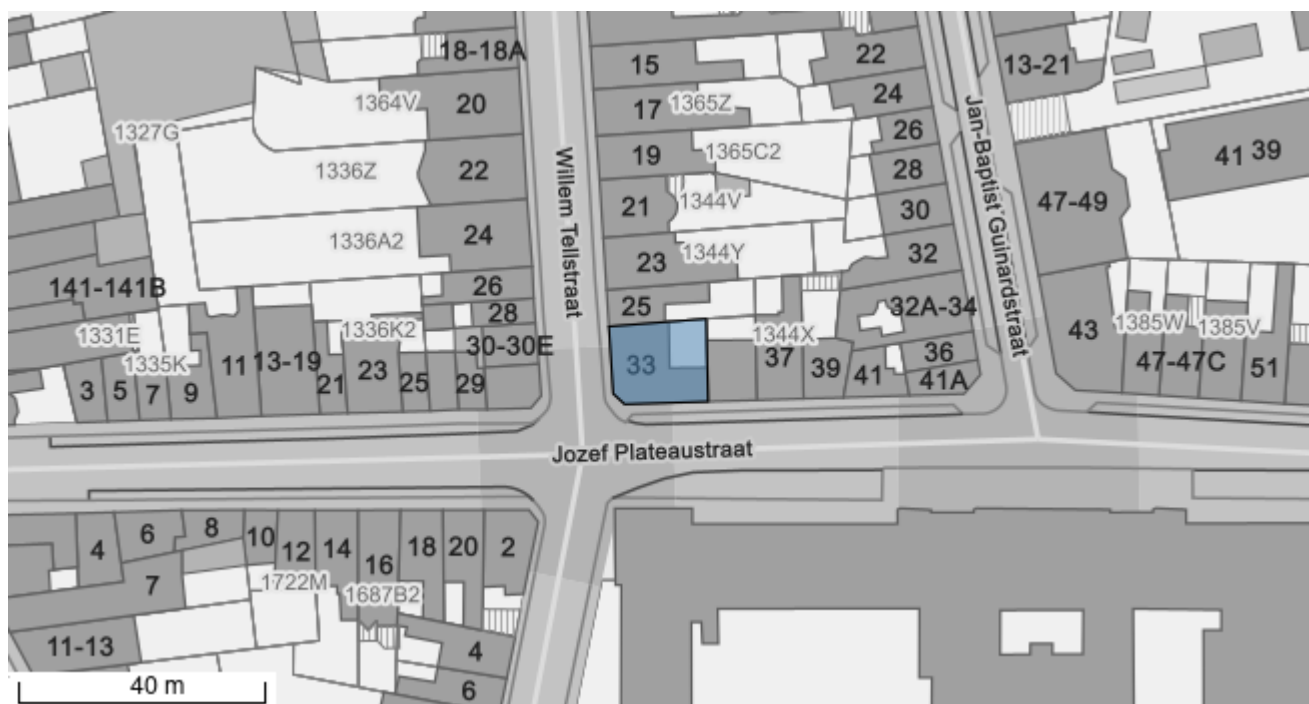 18-18A
15
22
13-21
1364V
20
17
1365Z
24
1327G
26
Jan-Baptist Guinardstraat
1336Z
22
Willem Tellstraat
19
1365C2
28
41
39
21
1344V
30
47-49
1336A2
24
23
1344Y
32
141-141B
26
25
32A-34
1331E
1336K2
28
1344X
43
1385W
1385V
1335K
11
13-19
30-30E
33
37
39
36
47-47C
51
3
5
7
9
21
23
25
29
41
41A
Jozef Plateaustraat
4
6
8
10
12
14
16
18
20
2
7
1722M
1687B2
11-13
4
40 m
6